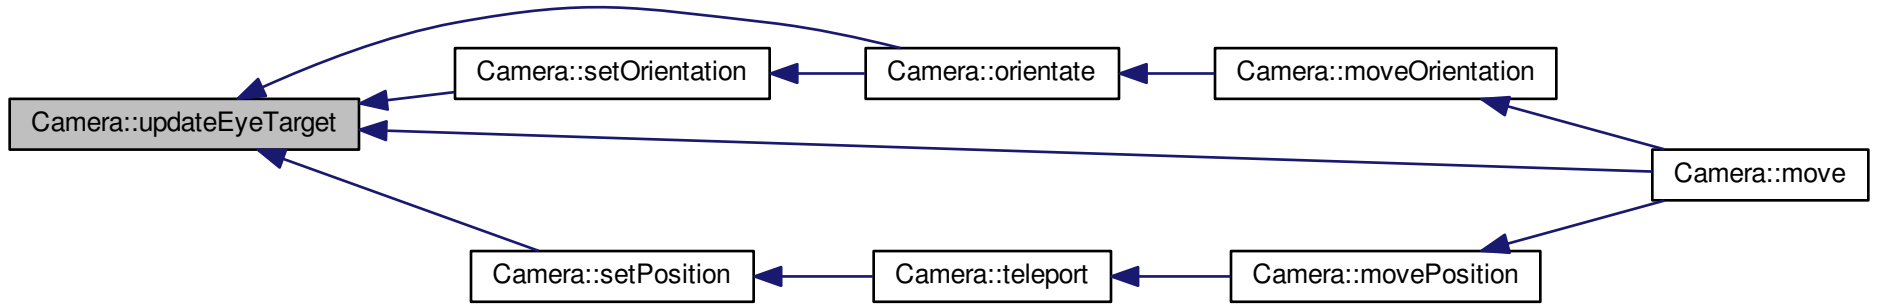 Camera::updateEyeTarget
Camera::setOrientation
Camera::orientate
Camera::moveOrientation
Camera::move
Camera::setPosition
Camera::teleport
Camera::movePosition